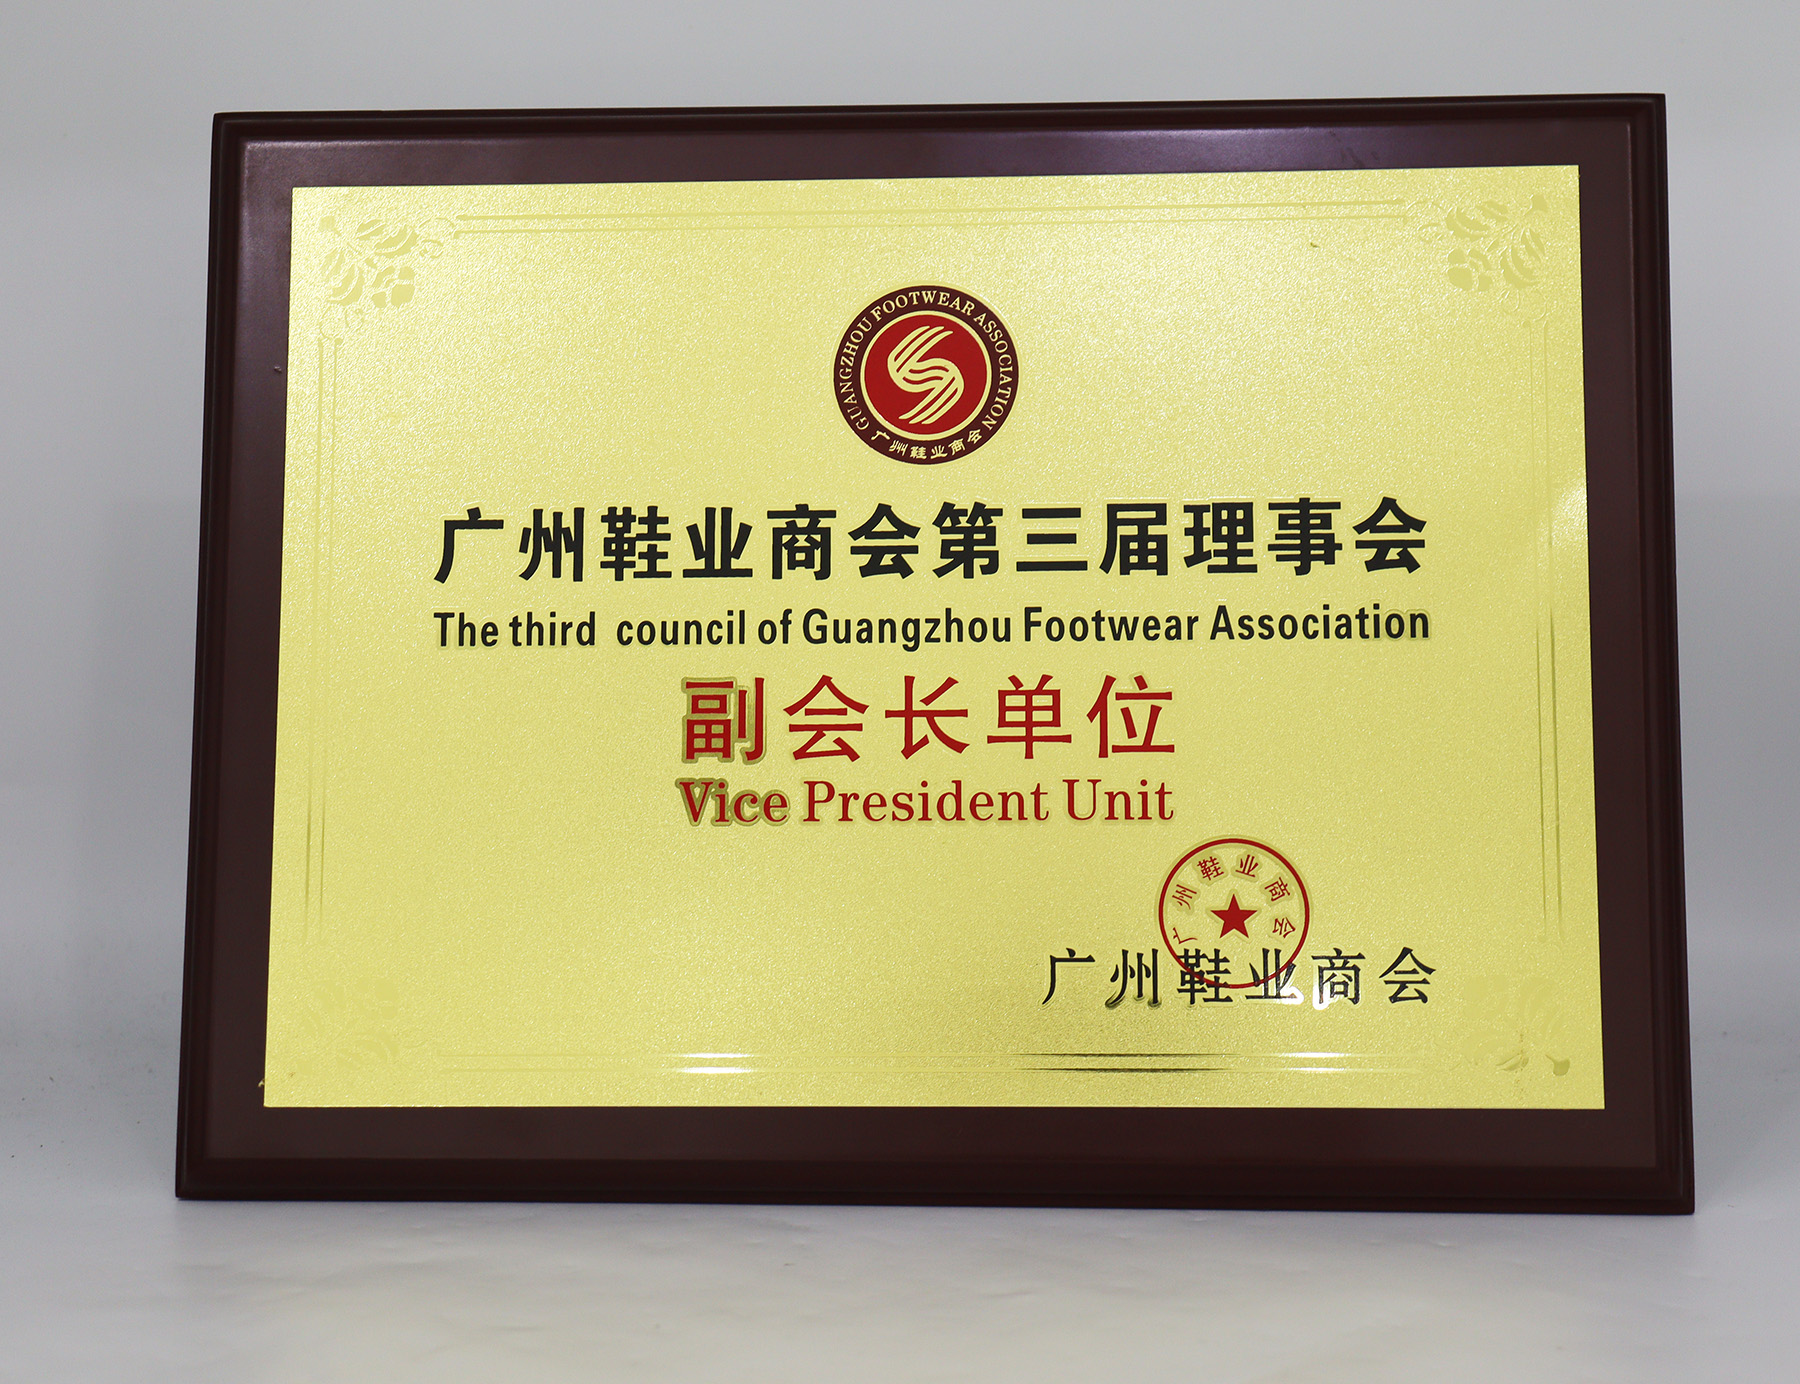 GUANGZHOU FOOTWEAR ASSOCIATION
广州鞋业商会
广州鞋业商会第三届理事会
The third council of Guangzhou Footwear Association
副会长单位
Vice President Unit
广州鞋业商会
广州鞋业商会